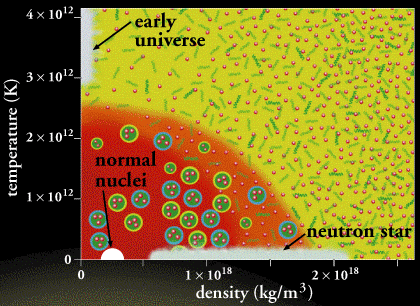 4×10¹²
early
universe
3×10¹²
temperature (K)
2×10¹²
normal
nuclei
1×10¹²
neutron star
0
0
1×10¹⁸
2×10¹⁸
density (kg/m³)